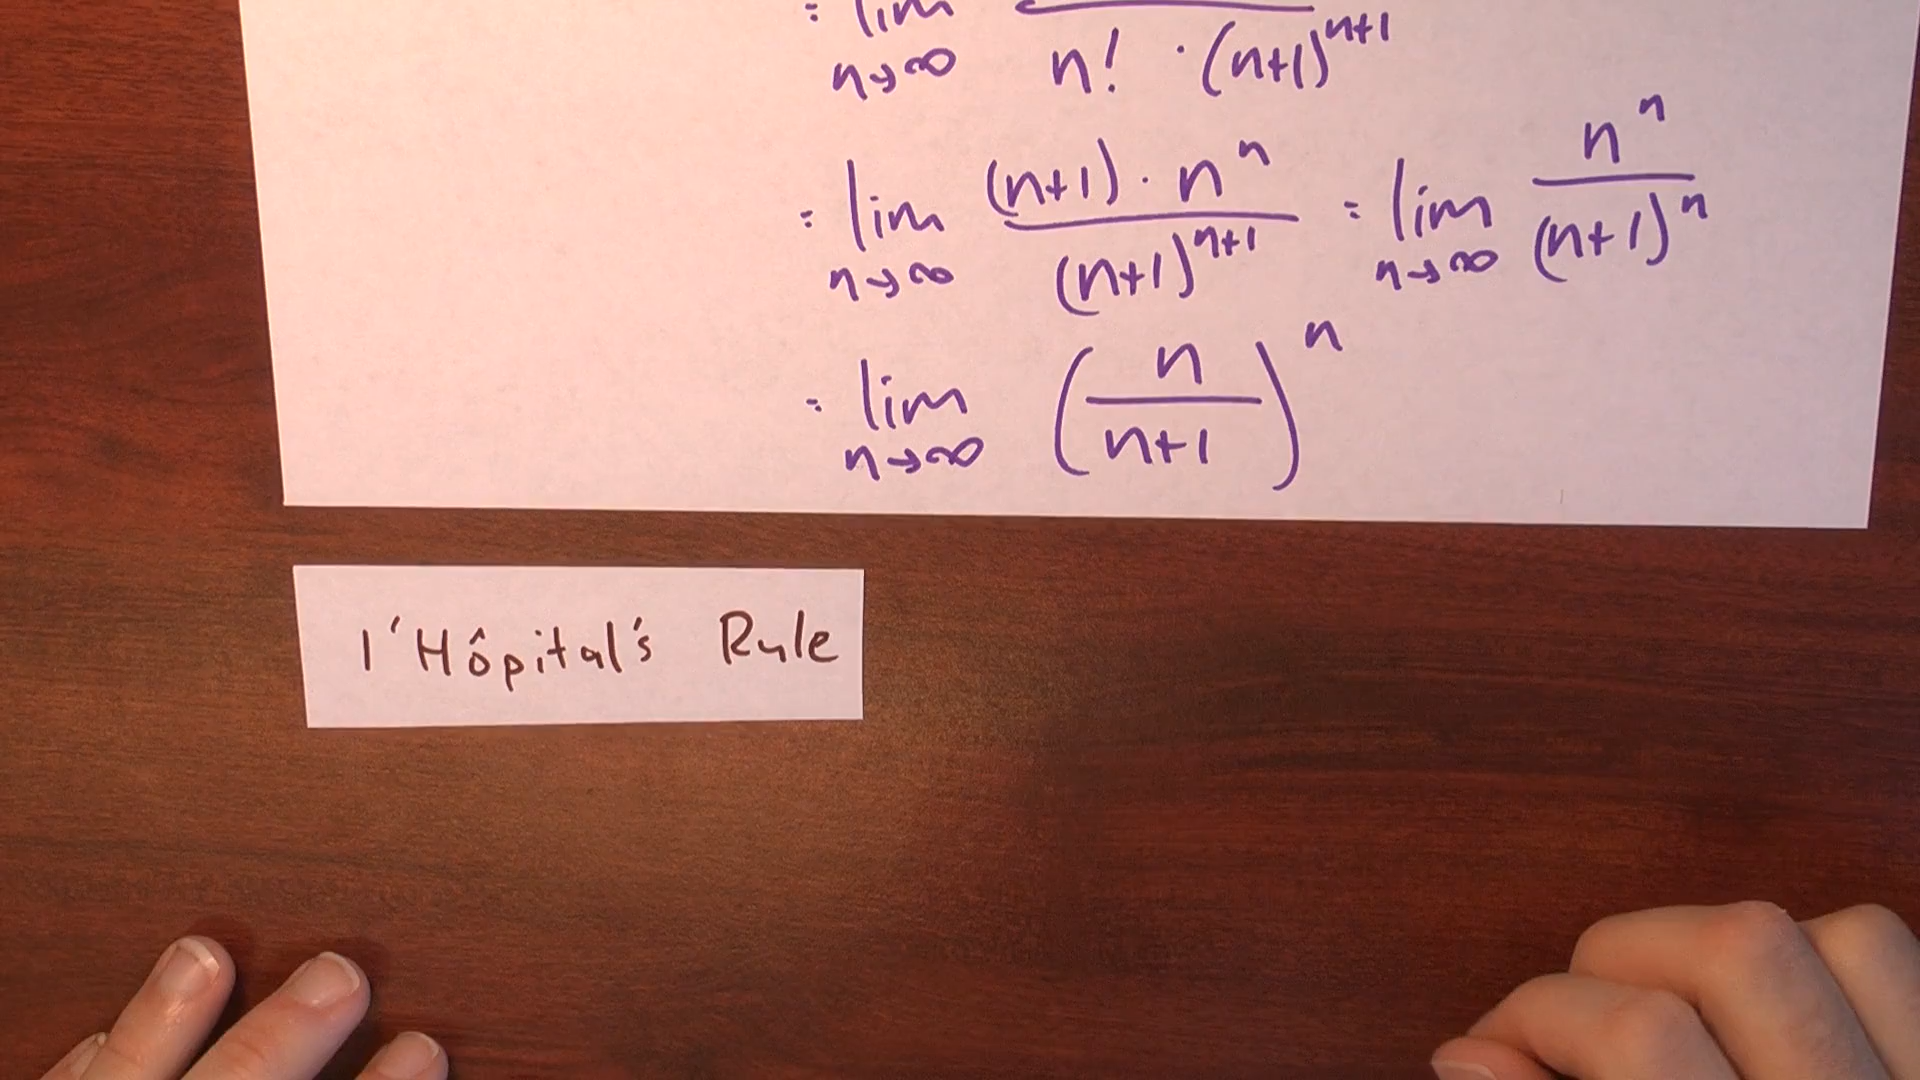 = lim n→∞ n! · (n+1)^{n+1}
= lim n→∞ (n+1) · n^n / (n+1)^{n+1} = lim n→∞ n^n / (n+1)^n
= lim n→∞ (n / n+1)^n
l'Hôpital's Rule